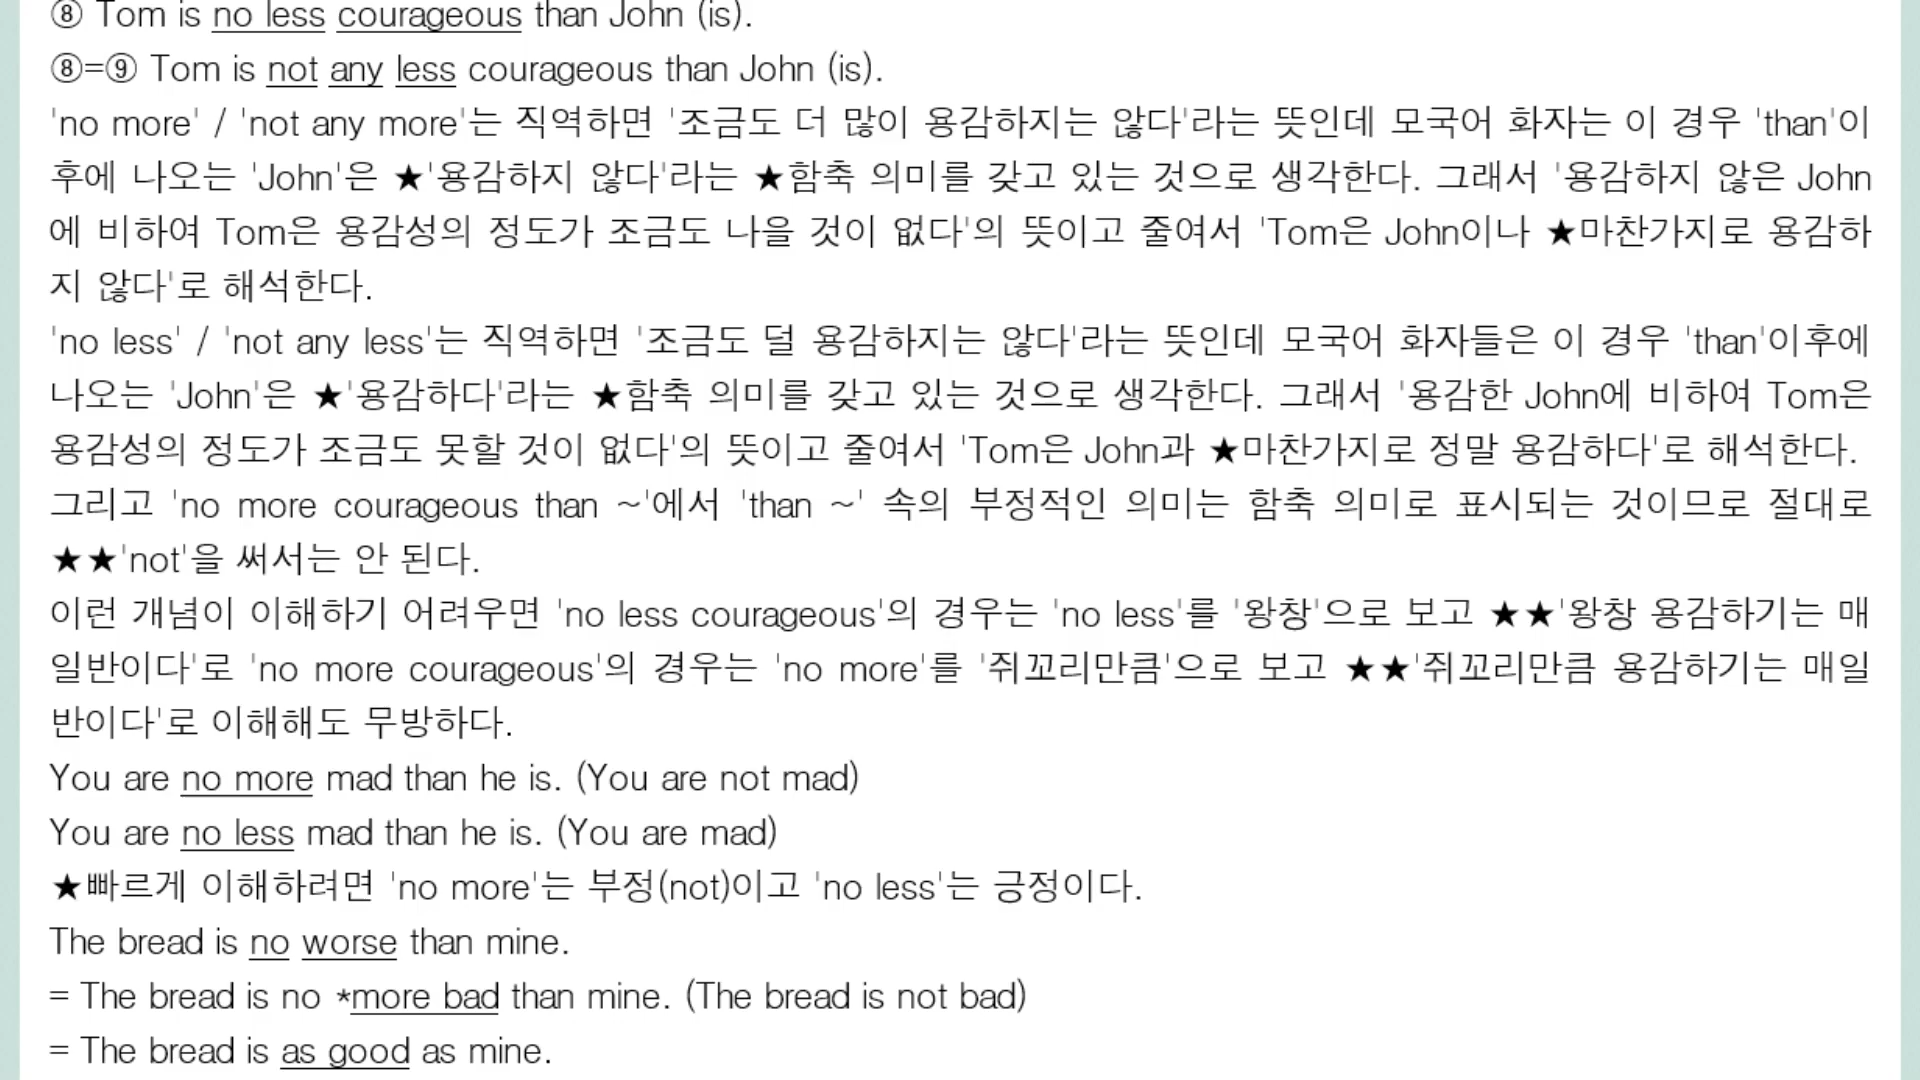 ⑧ Tom is no less courageous than John (is).
⑧=⑨ Tom is not any less courageous than John (is).
'no more' / 'not any more'는 직역하면 '조금도 더 많이 용감하지는 않다'라는 뜻인데 모국어 화자는 이 경우 'than'이
후에 나오는 'John'은 ★'용감하지 않다'라는 ★함축 의미를 갖고 있는 것으로 생각한다. 그래서 '용감하지 않은 John
에 비하여 Tom은 용감성의 정도가 조금도 나을 것이 없다'의 뜻이고 줄여서 'Tom은 John이나 ★마찬가지로 용감하
지 않다'로 해석한다.
'no less' / 'not any less'는 직역하면 '조금도 덜 용감하지는 않다'라는 뜻인데 모국어 화자들은 이 경우 'than'이후에
나오는 'John'은 ★'용감하다'라는 ★함축 의미를 갖고 있는 것으로 생각한다. 그래서 '용감한 John에 비하여 Tom은
용감성의 정도가 조금도 못할 것이 없다'의 뜻이고 줄여서 'Tom은 John과 ★마찬가지로 정말 용감하다'로 해석한다.
그리고 'no more courageous than ~'에서 'than ~' 속의 부정적인 의미는 함축 의미로 표시되는 것이므로 절대로
★★'not'을 써서는 안 된다.
이런 개념이 이해하기 어려우면 'no less courageous'의 경우는 'no less'를 '왕창'으로 보고 ★★'왕창 용감하기는 매
일반이다'로 'no more courageous'의 경우는 'no more'를 '쥐꼬리만큼'으로 보고 ★★'쥐꼬리만큼 용감하기는 매일
반이다'로 이해해도 무방하다.
You are no more mad than he is. (You are not mad)
You are no less mad than he is. (You are mad)
★빠르게 이해하려면 'no more'는 부정(not)이고 'no less'는 긍정이다.
The bread is no worse than mine.
= The bread is no *more bad than mine. (The bread is not bad)
= The bread is as good as mine.